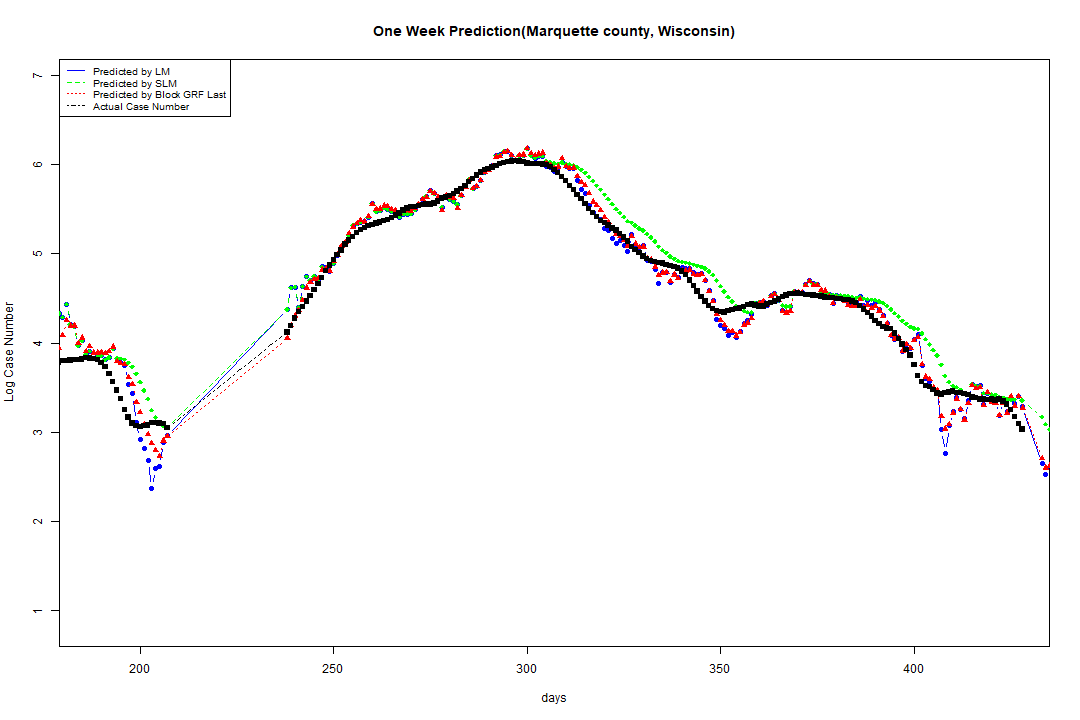 One Week Prediction(Marquette county, Wisconsin)
Predicted by LM
Predicted by SLM
Predicted by Block GRF Last
Actual Case Number
Log Case Number
7
6
5
4
3
2
1
200 250 300 350 400
days